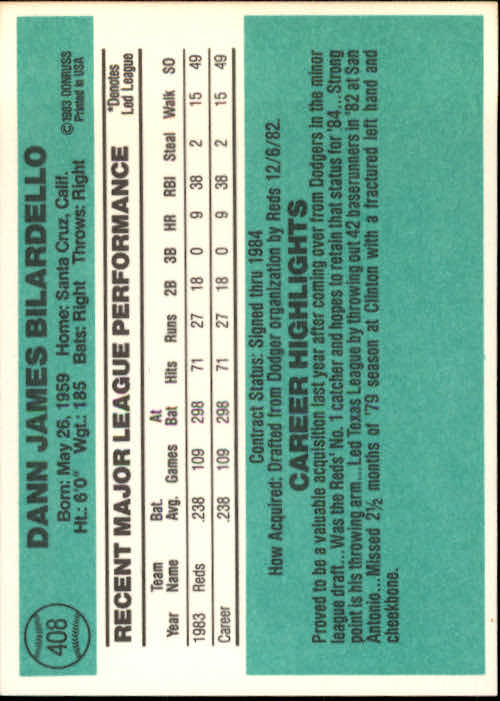 408
DANN JAMES BILARDELLO
©1983 DONRUSS
Printed in USA
Born: May 26, 1959 Home: Santa Cruz, Calif.
Ht.: 6'0" Wgt.: 185 Bats: Right Throws: Right
RECENT MAJOR LEAGUE PERFORMANCE
*Denotes
Led League
Year Team Name Bat. Avg. Games At Bat Hits Runs 2B 3B HR RBI Steal Walk SO
1983 Reds .238 109 298 71 27 18 0 9 38 2 15 49
Career .238 109 298 71 27 18 0 9 38 2 15 49
Contract Status: Signed thru 1984
How Acquired: Drafted from Dodger organization by Reds 12/6/82.
CAREER HIGHLIGHTS
Proved to be a valuable acquisition last year after coming over from Dodgers in the minor
league draft...Was the Reds' No. 1 catcher and hopes to retain that status for '84...Strong
point is his throwing arm...Led Texas League by throwing out 42 baserunners in '82 at San
Antonio...Missed 2½ months of '79 season at Clinton with a fractured left hand and
cheekbone.